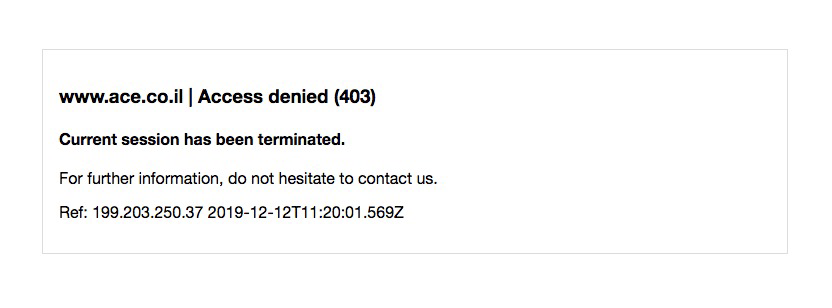 www.ace.co.il | Access denied (403)
Current session has been terminated.
For further information, do not hesitate to contact us.
Ref: 199.203.250.37 2019-12-12T11:20:01.569Z